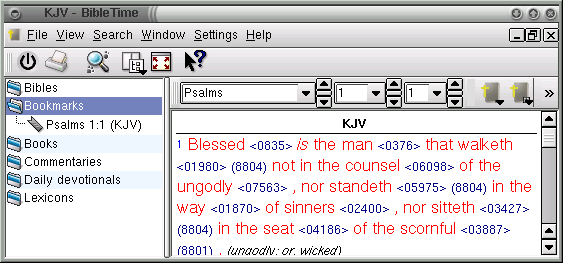 KJV - BibleTime
File View Search Window Settings Help
Bibles
Bookmarks
Psalms 1:1 (KJV)
Books
Commentaries
Daily devotionals
Lexicons
Psalms 1 1 »
KJV
1 Blessed <0835> is the man <0376> that walketh
<01980> (8804) not in the counsel <06098> of the
ungodly <07563> , nor standeth <05975> (8804) in the
way <01870> of sinners <02400> , nor sitteth <03427>
(8804) in the seat <04186> of the scornful <03887>
(8801) . (ungodly: or, wicked)